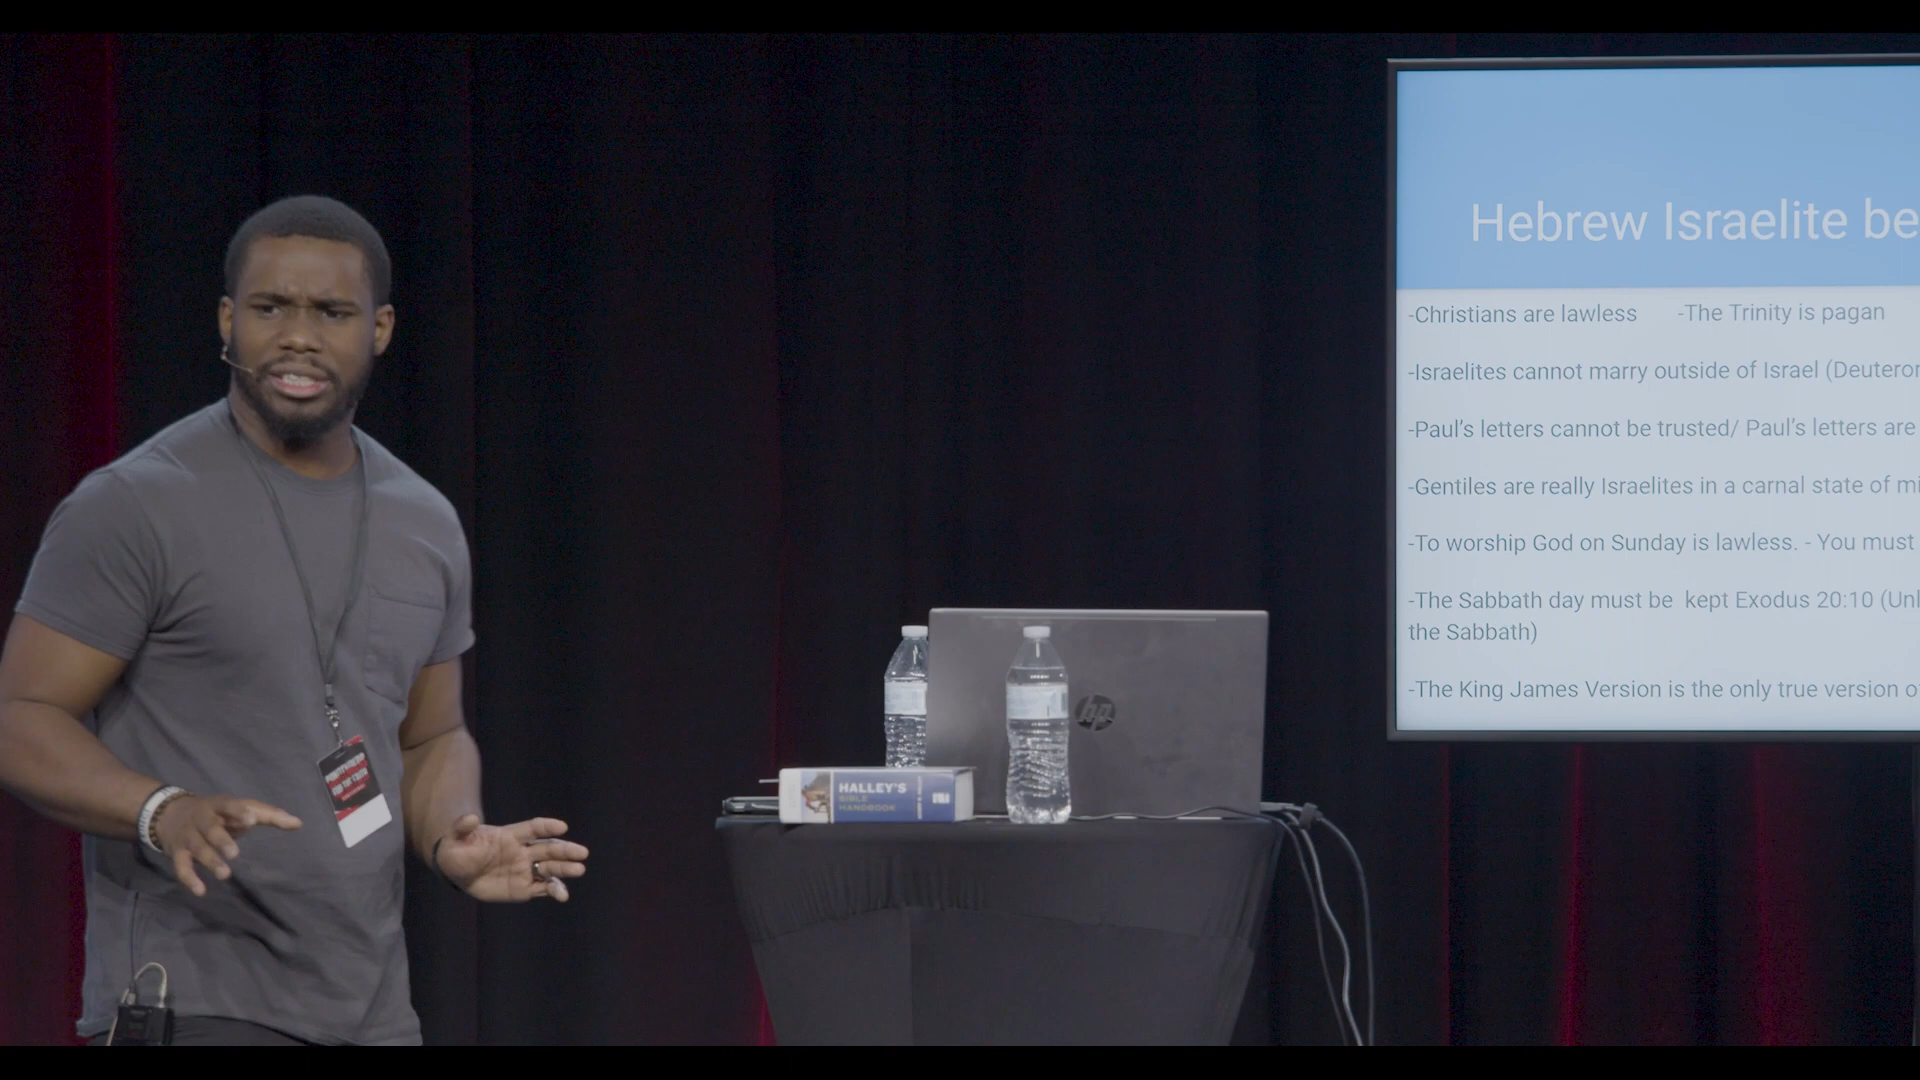 Hebrew Israelite be
-Christians are lawless -The Trinity is pagan
-Israelites cannot marry outside of Israel (Deuteron
-Paul's letters cannot be trusted/ Paul's letters are
-Gentiles are really Israelites in a carnal state of mi
-To worship God on Sunday is lawless. - You must
-The Sabbath day must be kept Exodus 20:10 (Unl
the Sabbath)
-The King James Version is the only true version o
hp
HALLEY'S
BIBLE
HANDBOOK